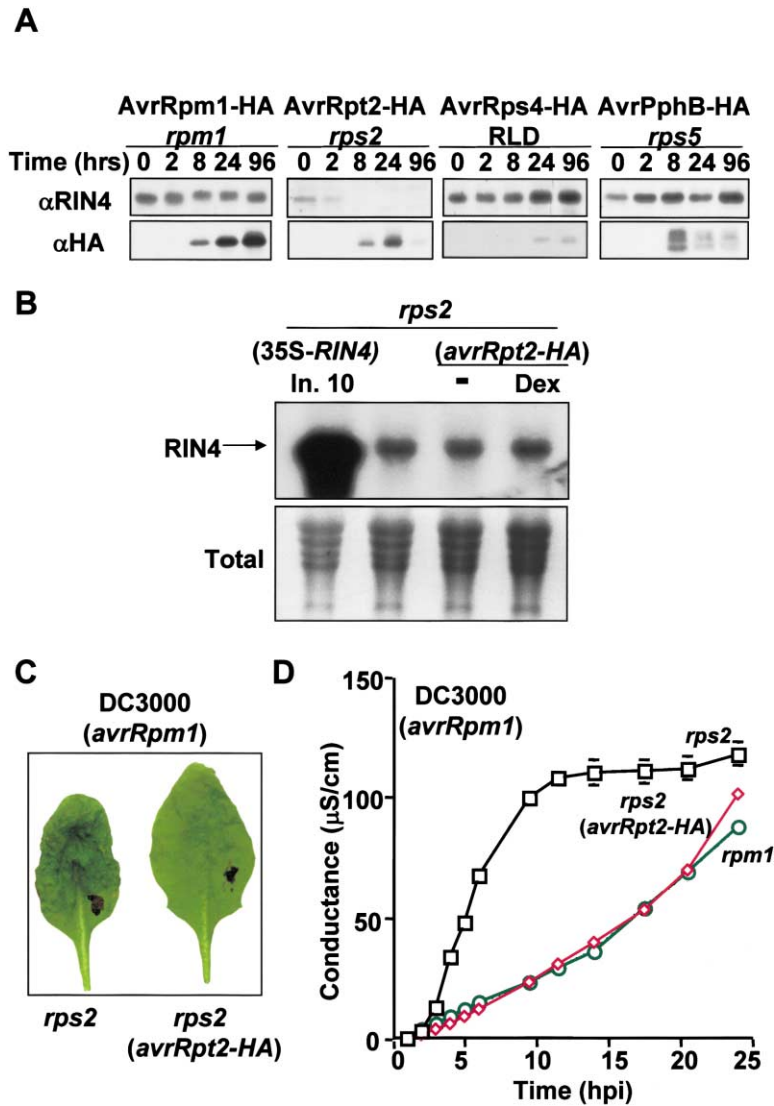 A
AvrRpm1-HA AvrRpt2-HA AvrRps4-HA AvrPphB-HA
rpm1 rps2 RLD rps5
Time (hrs) 0 2 8 24 96 0 2 8 24 96 0 2 8 24 96 0 2 8 24 96
αRIN4
αHA
B
rps2
(35S-RIN4) (avrRpt2-HA)
In. 10 - Dex
RIN4
Total
C
DC3000
(avrRpm1)
rps2 rps2
(avrRpt2-HA)
D
DC3000
(avrRpm1)
rps2
rps2
(avrRpt2-HA)
rpm1
Conductance (µS/cm)
150
100
50
0
0 5 10 15 20 25
Time (hpi)